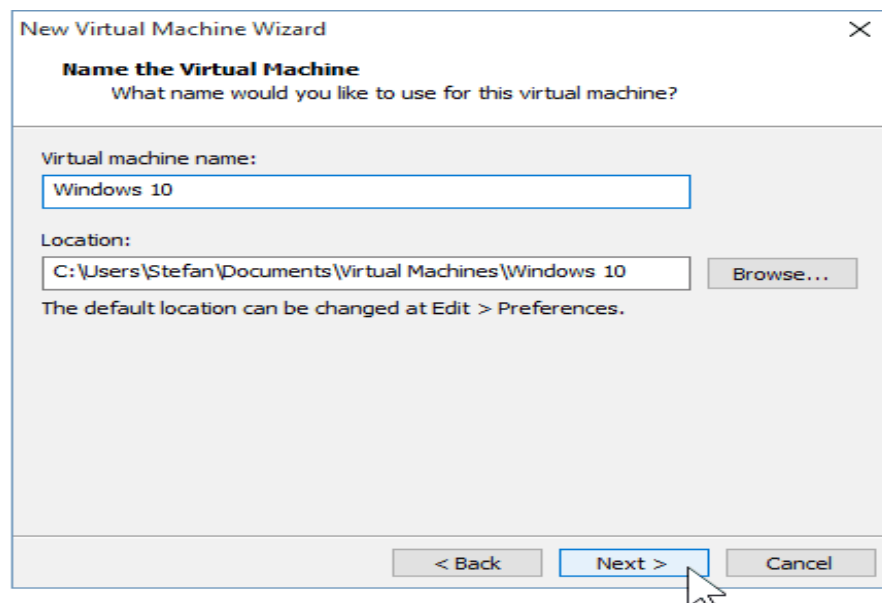 New Virtual Machine Wizard
Name the Virtual Machine
What name would you like to use for this virtual machine?
Virtual machine name:
Windows 10
Location:
C:\Users\Stefan\Documents\Virtual Machines\Windows 10
Browse...
The default location can be changed at Edit > Preferences.
< Back Next > Cancel